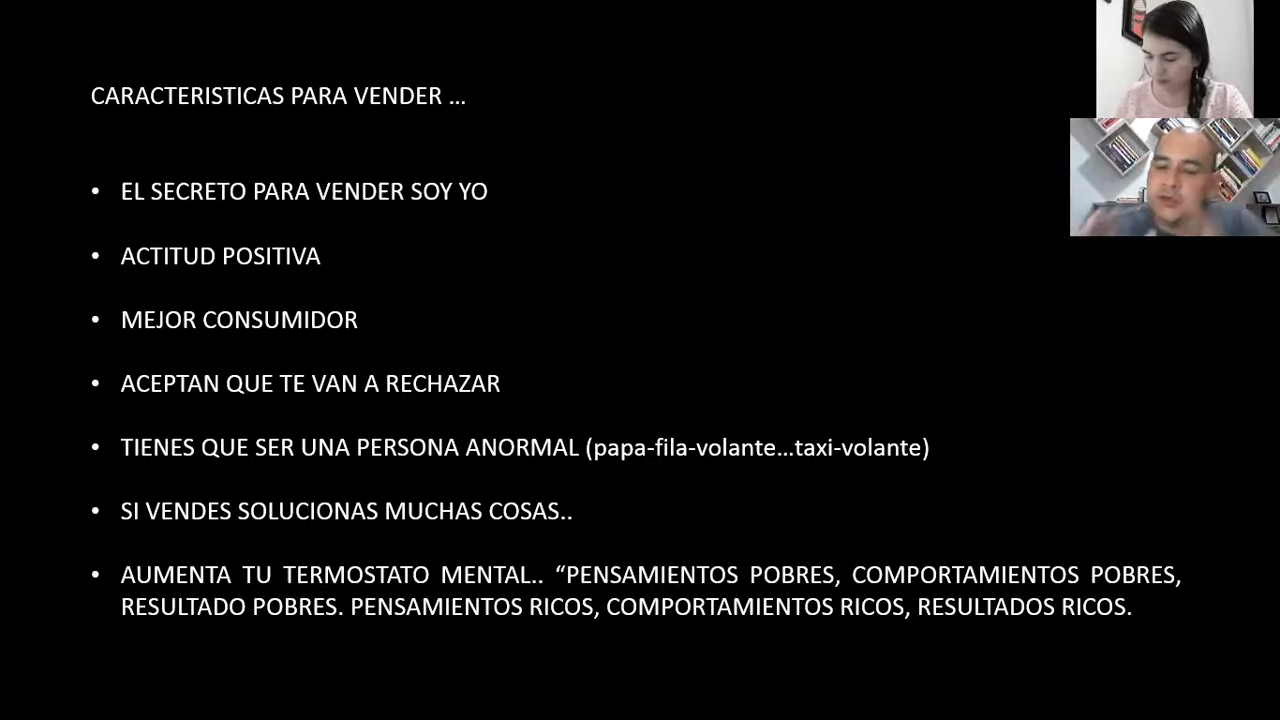 CARACTERISTICAS PARA VENDER …
• EL SECRETO PARA VENDER SOY YO
• ACTITUD POSITIVA
• MEJOR CONSUMIDOR
• ACEPTAN QUE TE VAN A RECHAZAR
• TIENES QUE SER UNA PERSONA ANORMAL (papa-fila-volante…taxi-volante)
• SI VENDES SOLUCIONAS MUCHAS COSAS..
• AUMENTA TU TERMOSTATO MENTAL.. “PENSAMIENTOS POBRES, COMPORTAMIENTOS POBRES,
RESULTADO POBRES. PENSAMIENTOS RICOS, COMPORTAMIENTOS RICOS, RESULTADOS RICOS.